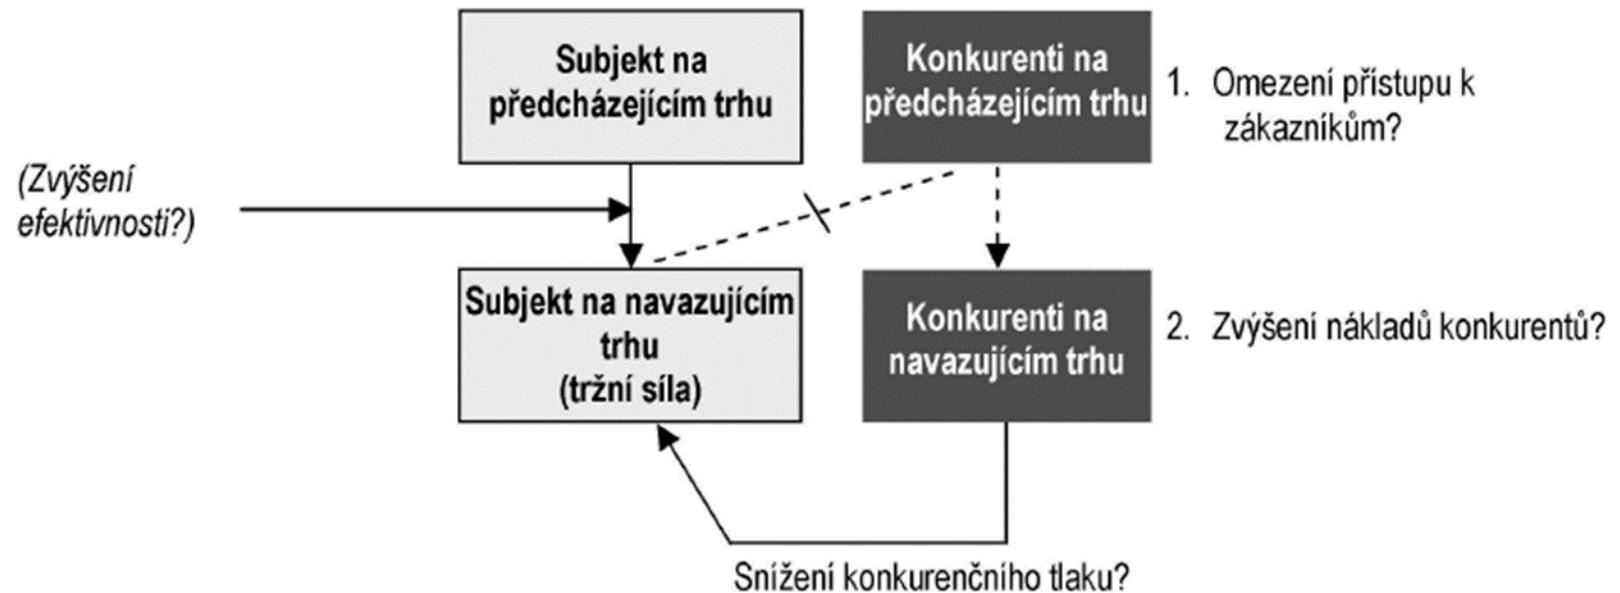 Subjekt na
předcházejícím trhu
Konkurenti na
předcházejícím trhu
1. Omezení přístupu k
zákazníkům?
(Zvýšení
efektivnosti?)
Subjekt na navazujícím
trhu
(tržní síla)
Konkurenti na
navazujícím trhu
2. Zvýšení nákladů konkurentů?
Snížení konkurenčního tlaku?